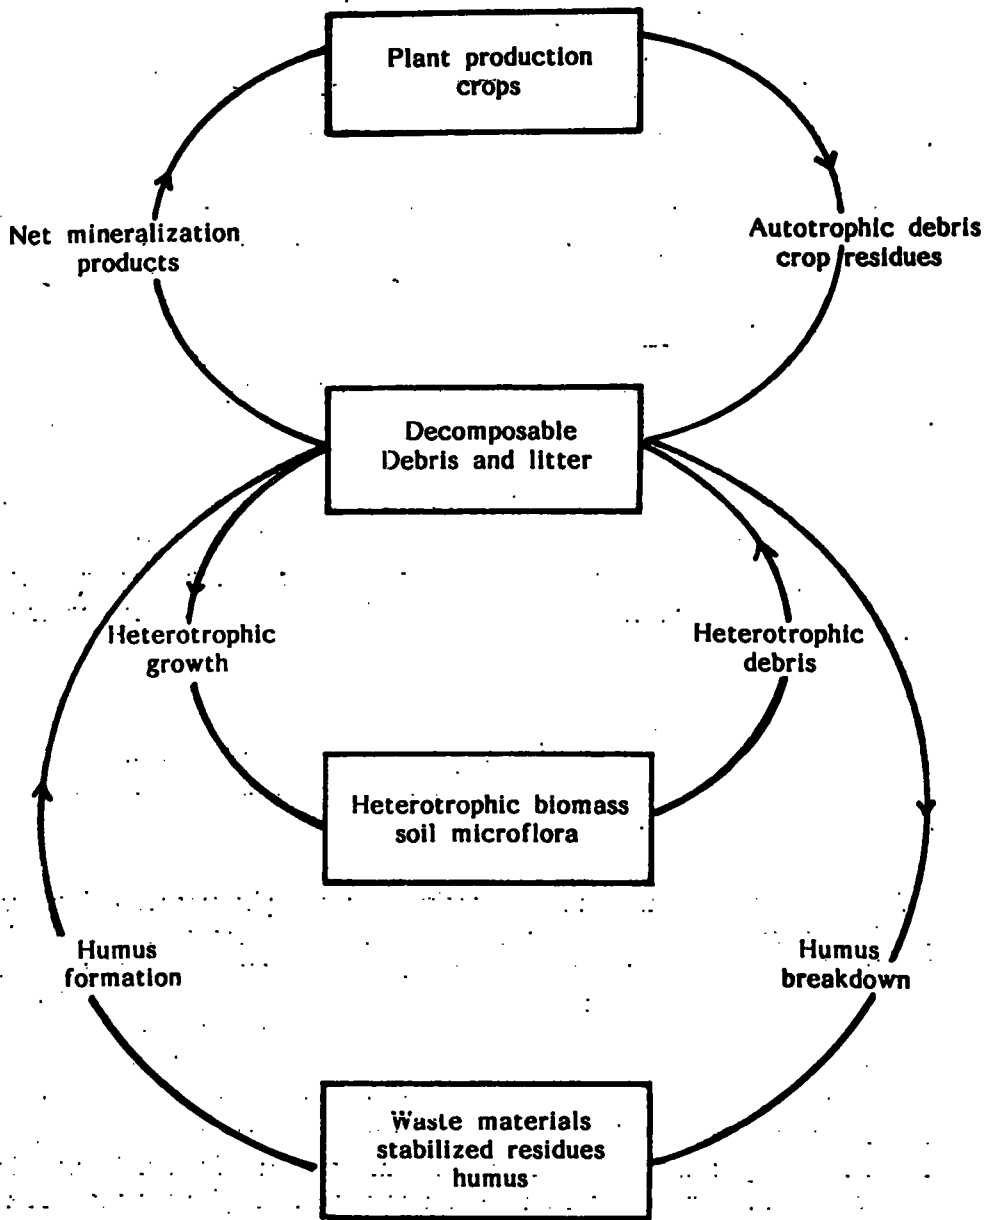 Plant production
crops
Net mineralization
products
Autotrophic debris
crop residues
Decomposable
Debris and litter
Heterotrophic
growth
Heterotrophic
debris
Heterotrophic biomass
soil microflora
Humus
formation
Humus
breakdown
Waste materials
stabilized residues
humus